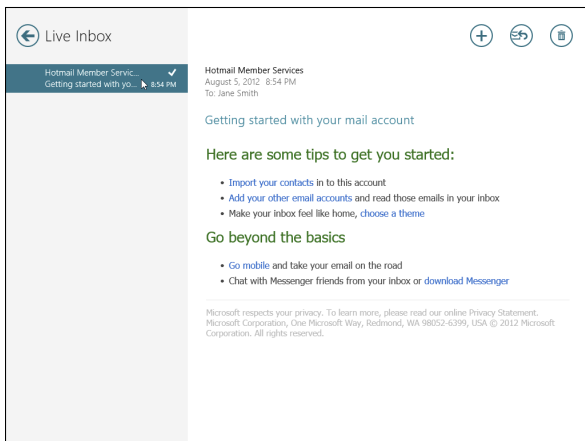 Live Inbox
Hotmail Member Servic...
Getting started with yo... 8:54 PM
Hotmail Member Services
August 5, 2012 8:54 PM
To: Jane Smith
Getting started with your mail account
Here are some tips to get you started:
• Import your contacts in to this account
• Add your other email accounts and read those emails in your inbox
• Make your inbox feel like home, choose a theme
Go beyond the basics
• Go mobile and take your email on the road
• Chat with Messenger friends from your inbox or download Messenger
Microsoft respects your privacy. To learn more, please read our online Privacy Statement.
Microsoft Corporation, One Microsoft Way, Redmond, WA 98052-6399, USA © 2012 Microsoft
Corporation. All rights reserved.